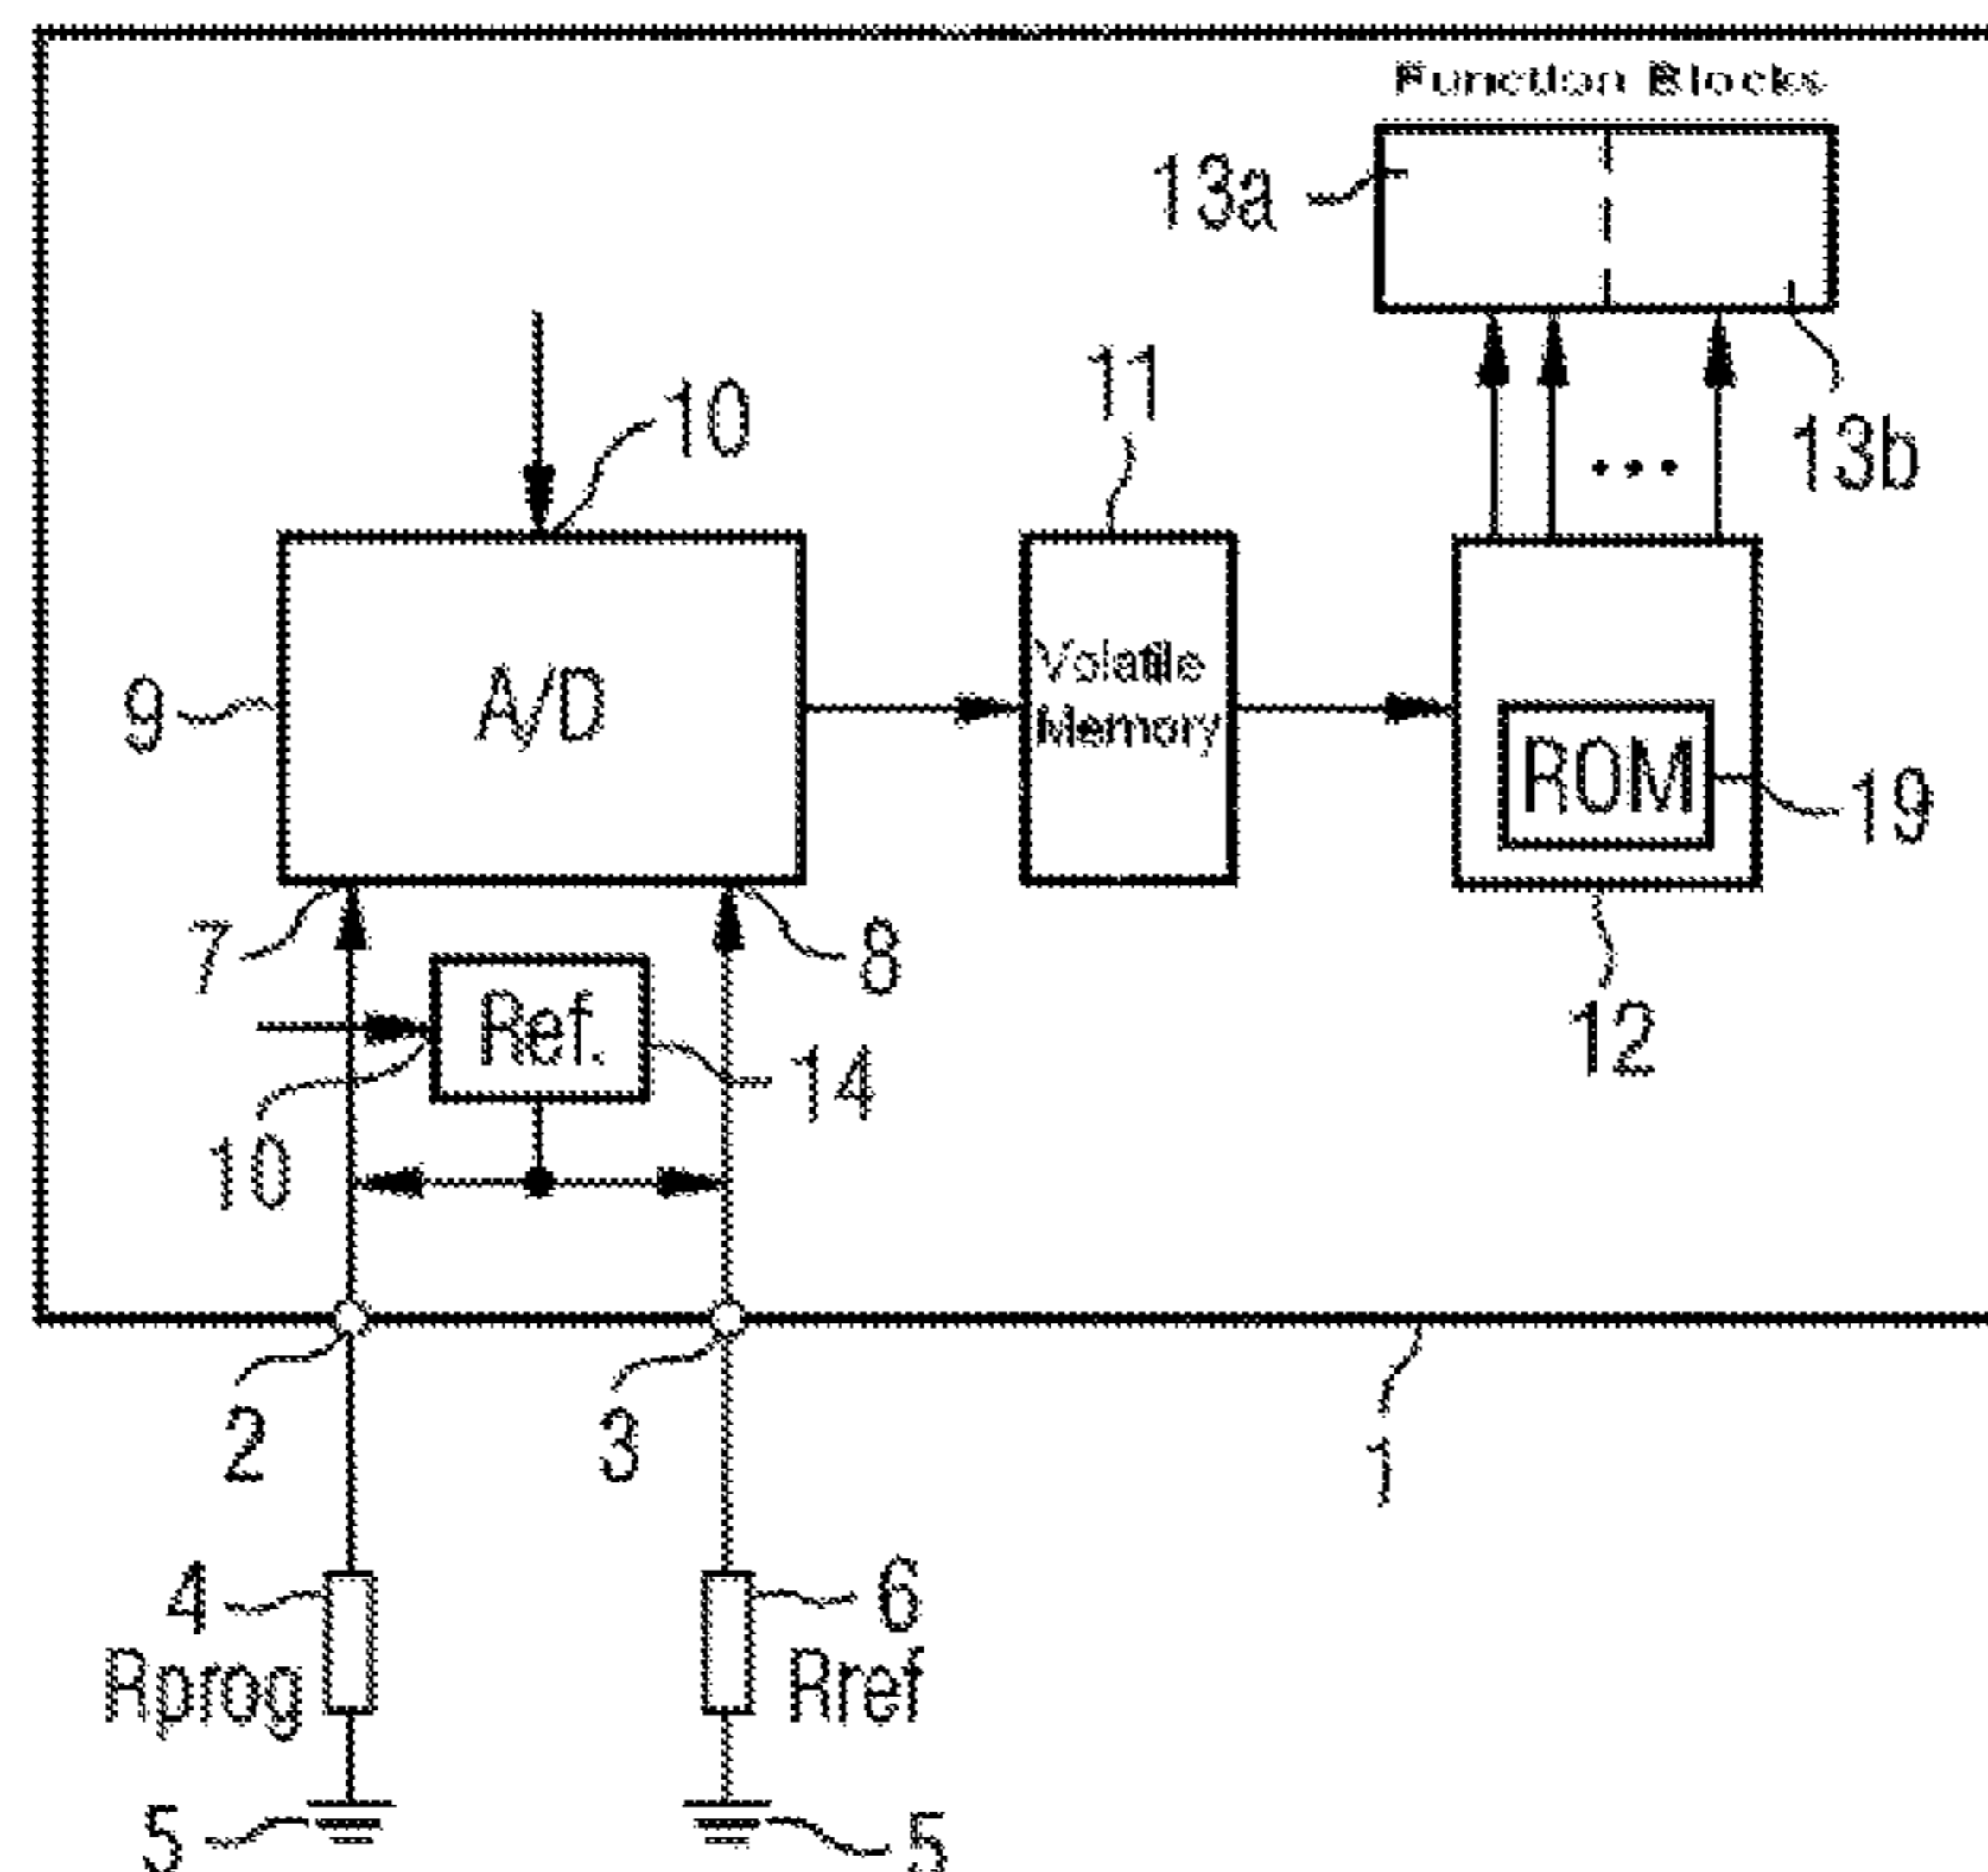 Function Blocks
13a
13b
10
11
9
A/D
Volatile
Memory
ROM
19
7
8
12
Ref.
14
10
2
3
1
4
Rprog
6
Rref
5
5